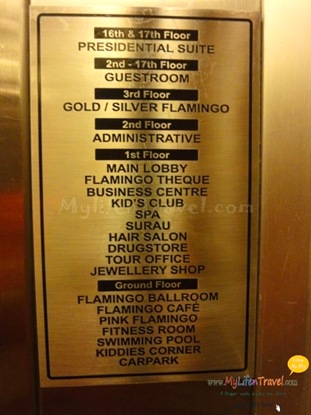 16th & 17th Floor
PRESIDENTIAL SUITE
2nd - 17th Floor
GUESTROOM
3rd Floor
GOLD / SILVER FLAMINGO
2nd Floor
ADMINISTRATIVE
1st Floor
MAIN LOBBY
FLAMINGO THEQUE
BUSINESS CENTRE
KID'S CLUB
MyLifenTravel.com
SPA
SURAU
HAIR SALON
DRUGSTORE
TOUR OFFICE
JEWELLERY SHOP
Ground Floor
FLAMINGO BALLROOM
FLAMINGO CAFÉ
PINK FLAMINGO
FITNESS ROOM
SWIMMING POOL
KIDDIES CORNER
CARPARK
www.MyLifenTravel.com